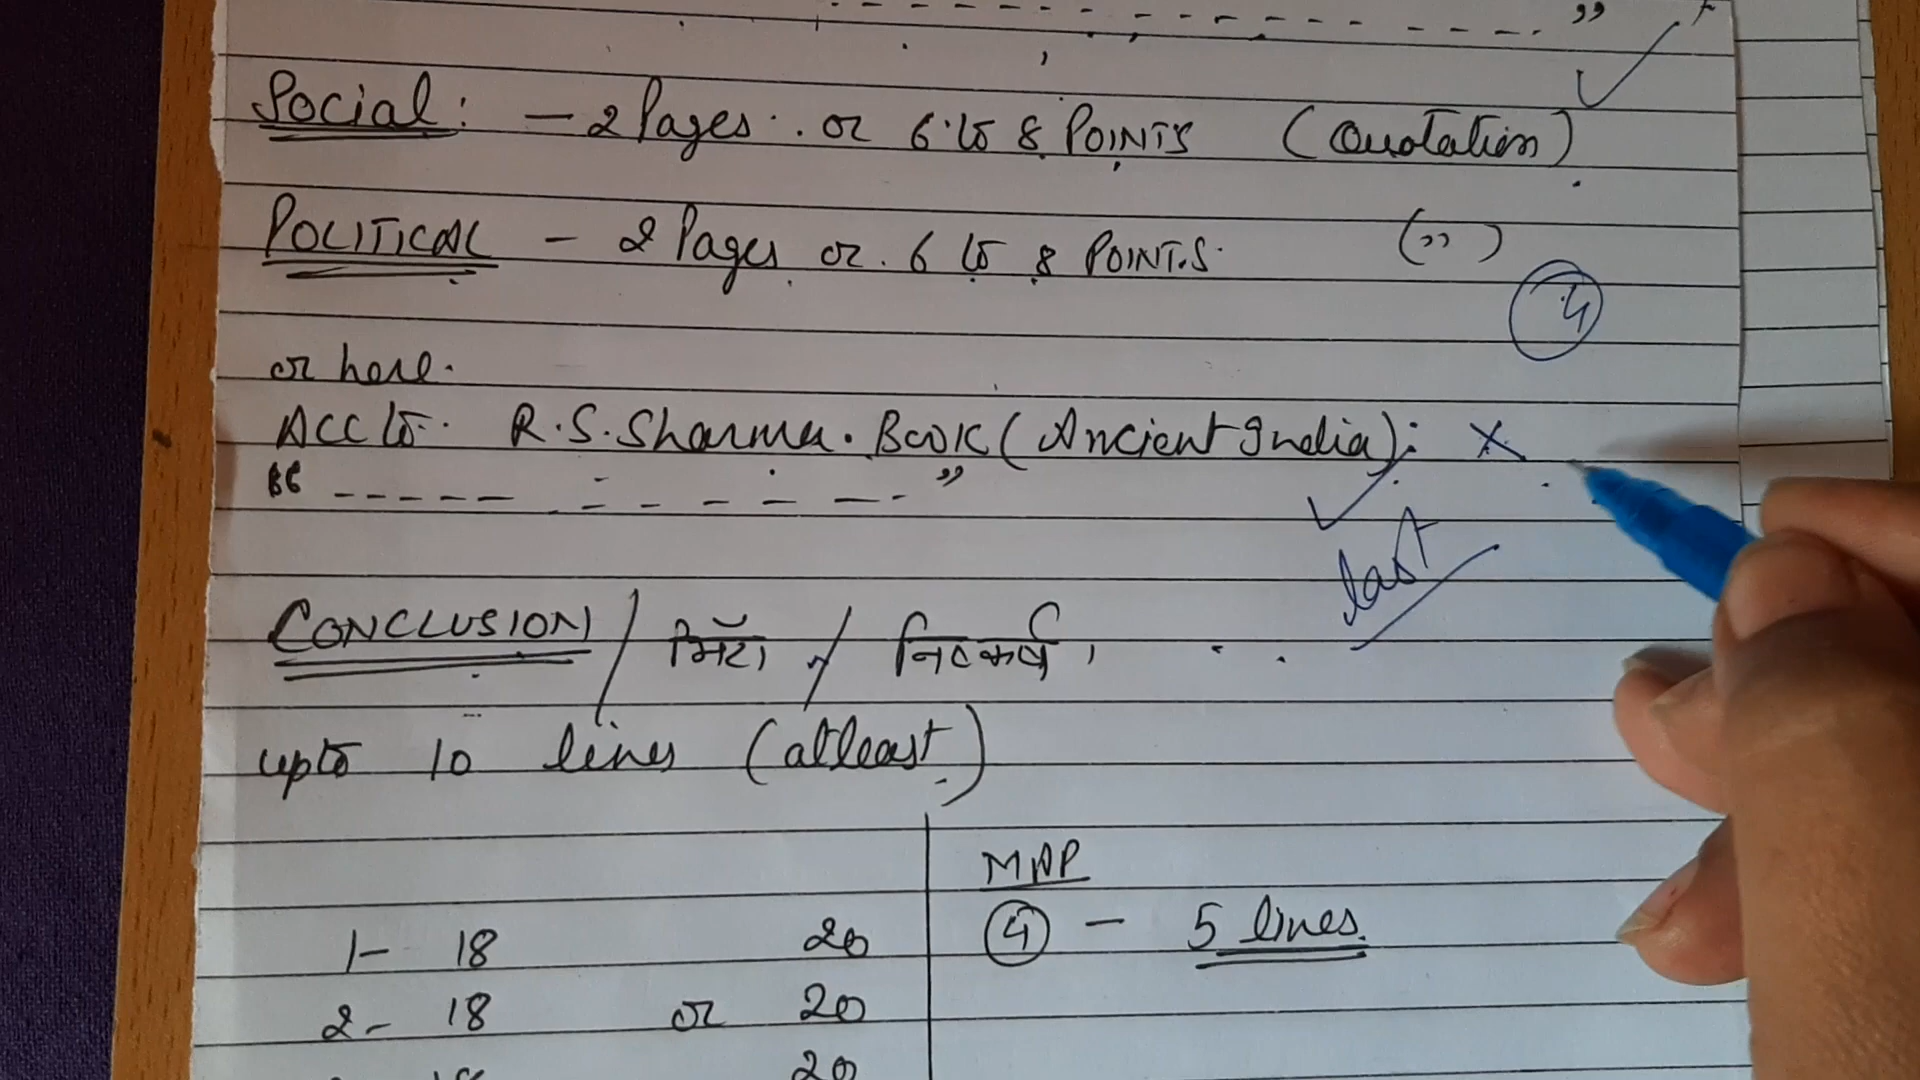 ”
Social: - 2 Pages. or 6 to 8 POINTS (Quotation)
POLITICAL - 2 Pages or 6 to 8 POINTS. (”)
4
or here.
ACC to R.S. Sharma. Book (Ancient India): X
“ ----- - - - - - - ”
last
CONCLUSION / / निष्कर्ष,
upto 10 lines (atleast)
MAP
4 - 5 lines.
1- 18 20
2- 18 or 20
20